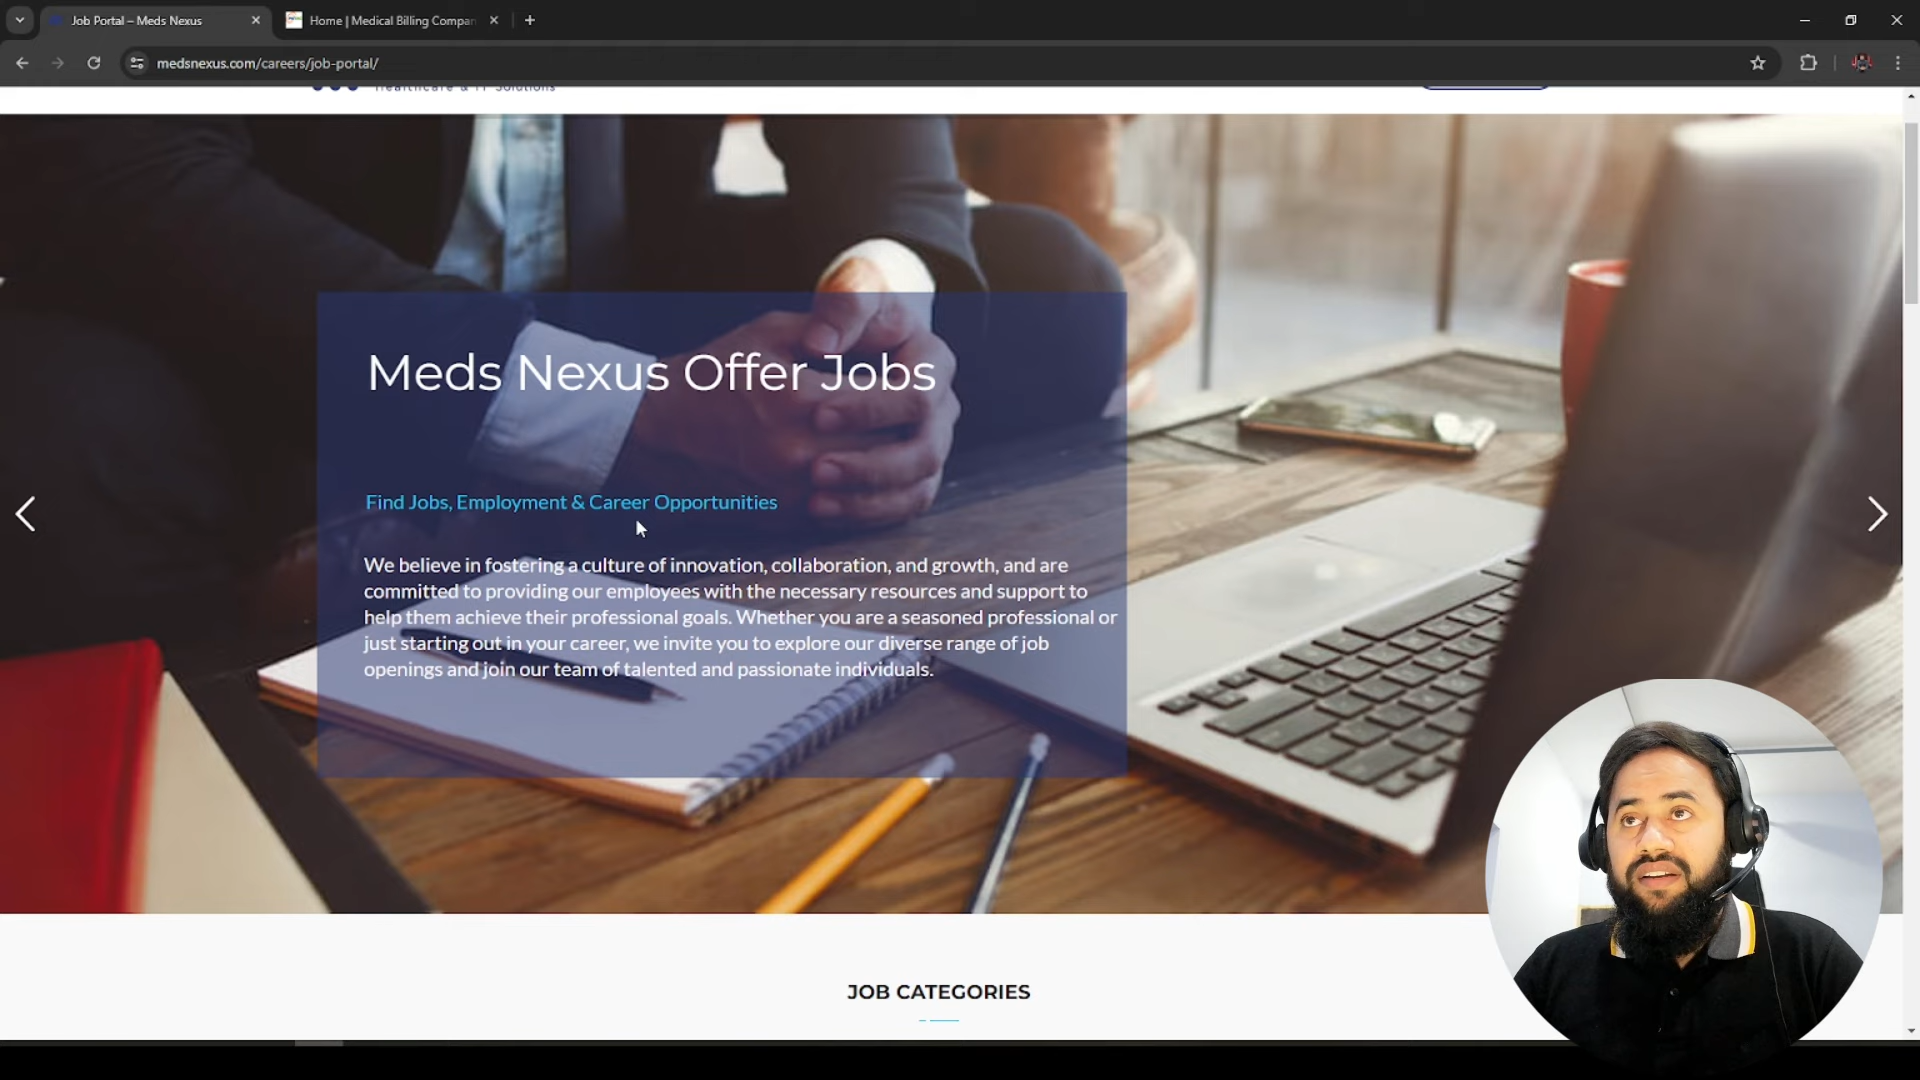 Job Portal – Meds Nexus
Home | Medical Billing Compan
medsnexus.com/careers/job-portal/
Healthcare & IT Solutions
Meds Nexus Offer Jobs
Find Jobs, Employment & Career Opportunities
We believe in fostering a culture of innovation, collaboration, and growth, and are
committed to providing our employees with the necessary resources and support to
help them achieve their professional goals. Whether you are a seasoned professional or
just starting out in your career, we invite you to explore our diverse range of job
openings and join our team of talented and passionate individuals.
JOB CATEGORIES